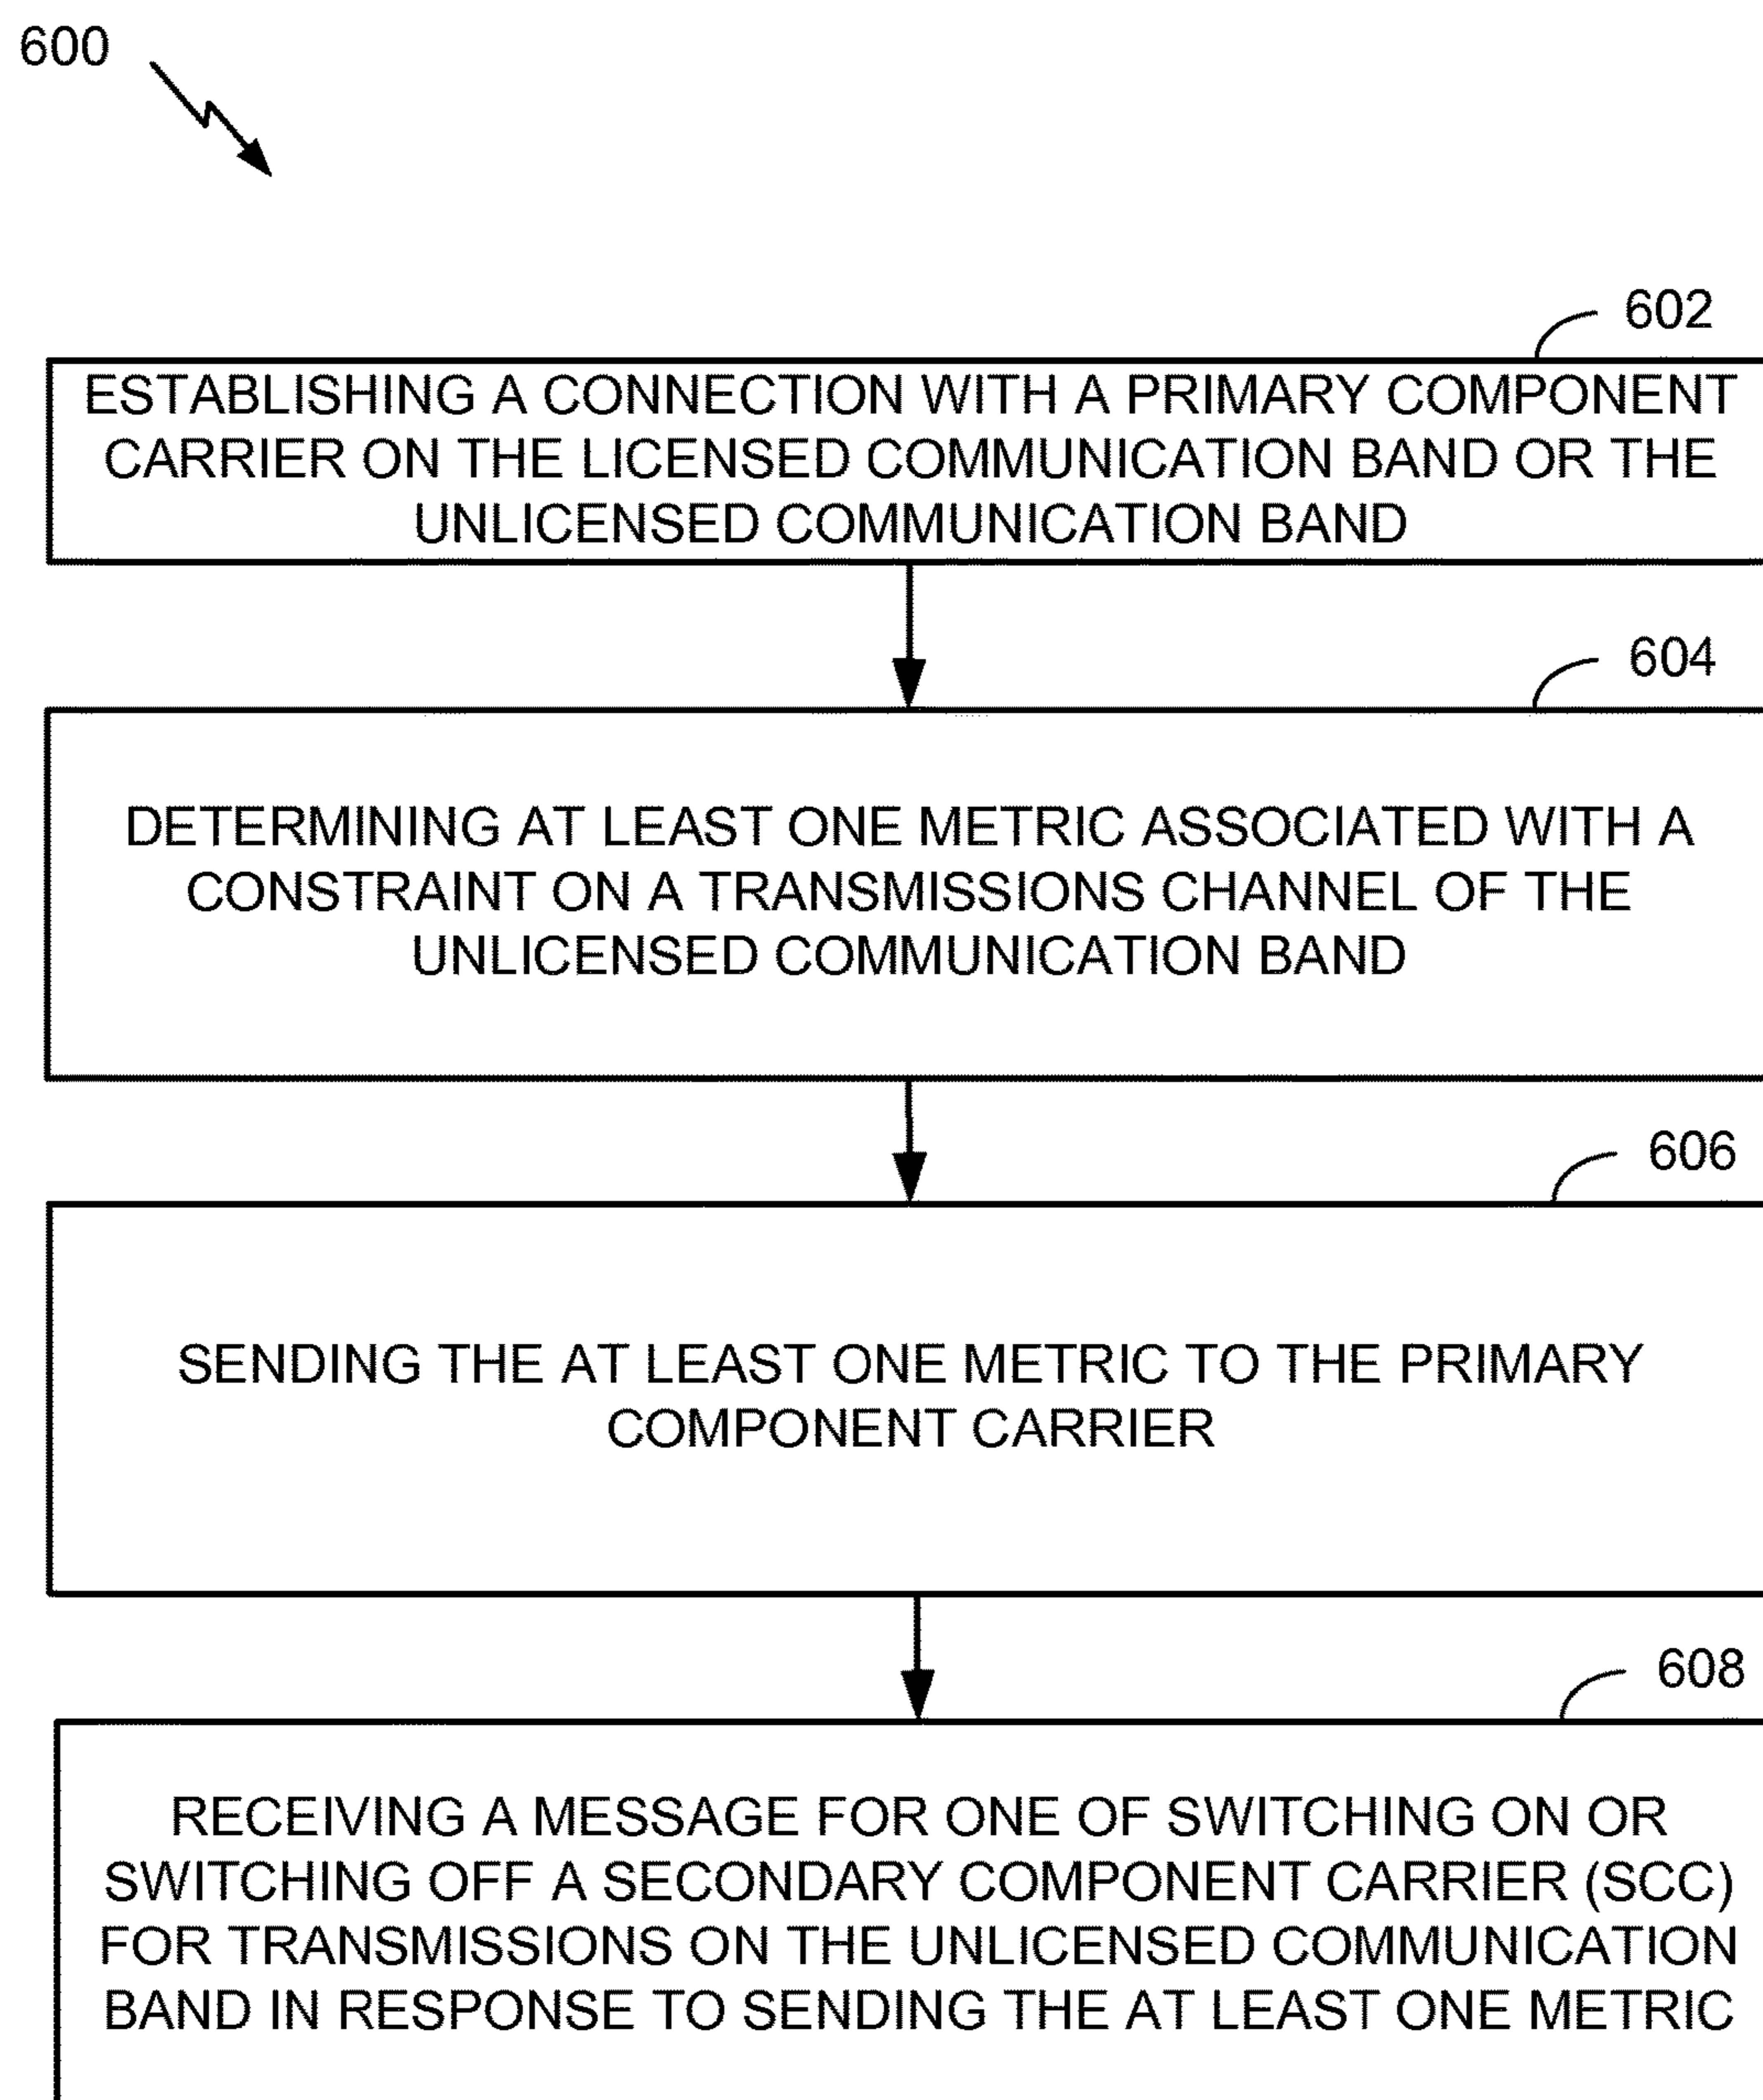 600
602
ESTABLISHING A CONNECTION WITH A PRIMARY COMPONENT
CARRIER ON THE LICENSED COMMUNICATION BAND OR THE
UNLICENSED COMMUNICATION BAND
604
DETERMINING AT LEAST ONE METRIC ASSOCIATED WITH A
CONSTRAINT ON A TRANSMISSIONS CHANNEL OF THE
UNLICENSED COMMUNICATION BAND
606
SENDING THE AT LEAST ONE METRIC TO THE PRIMARY
COMPONENT CARRIER
608
RECEIVING A MESSAGE FOR ONE OF SWITCHING ON OR
SWITCHING OFF A SECONDARY COMPONENT CARRIER (SCC)
FOR TRANSMISSIONS ON THE UNLICENSED COMMUNICATION
BAND IN RESPONSE TO SENDING THE AT LEAST ONE METRIC